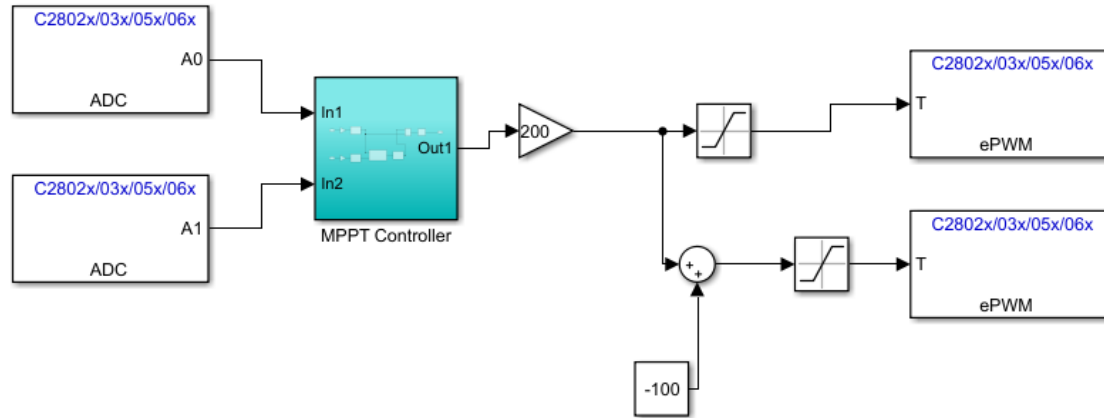 C2802x/03x/05x/06x
A0
ADC
C2802x/03x/05x/06x
A1
ADC
In1
In2
Out1
MPPT Controller
200
C2802x/03x/05x/06x
T
ePWM
C2802x/03x/05x/06x
T
ePWM
+
+
-100